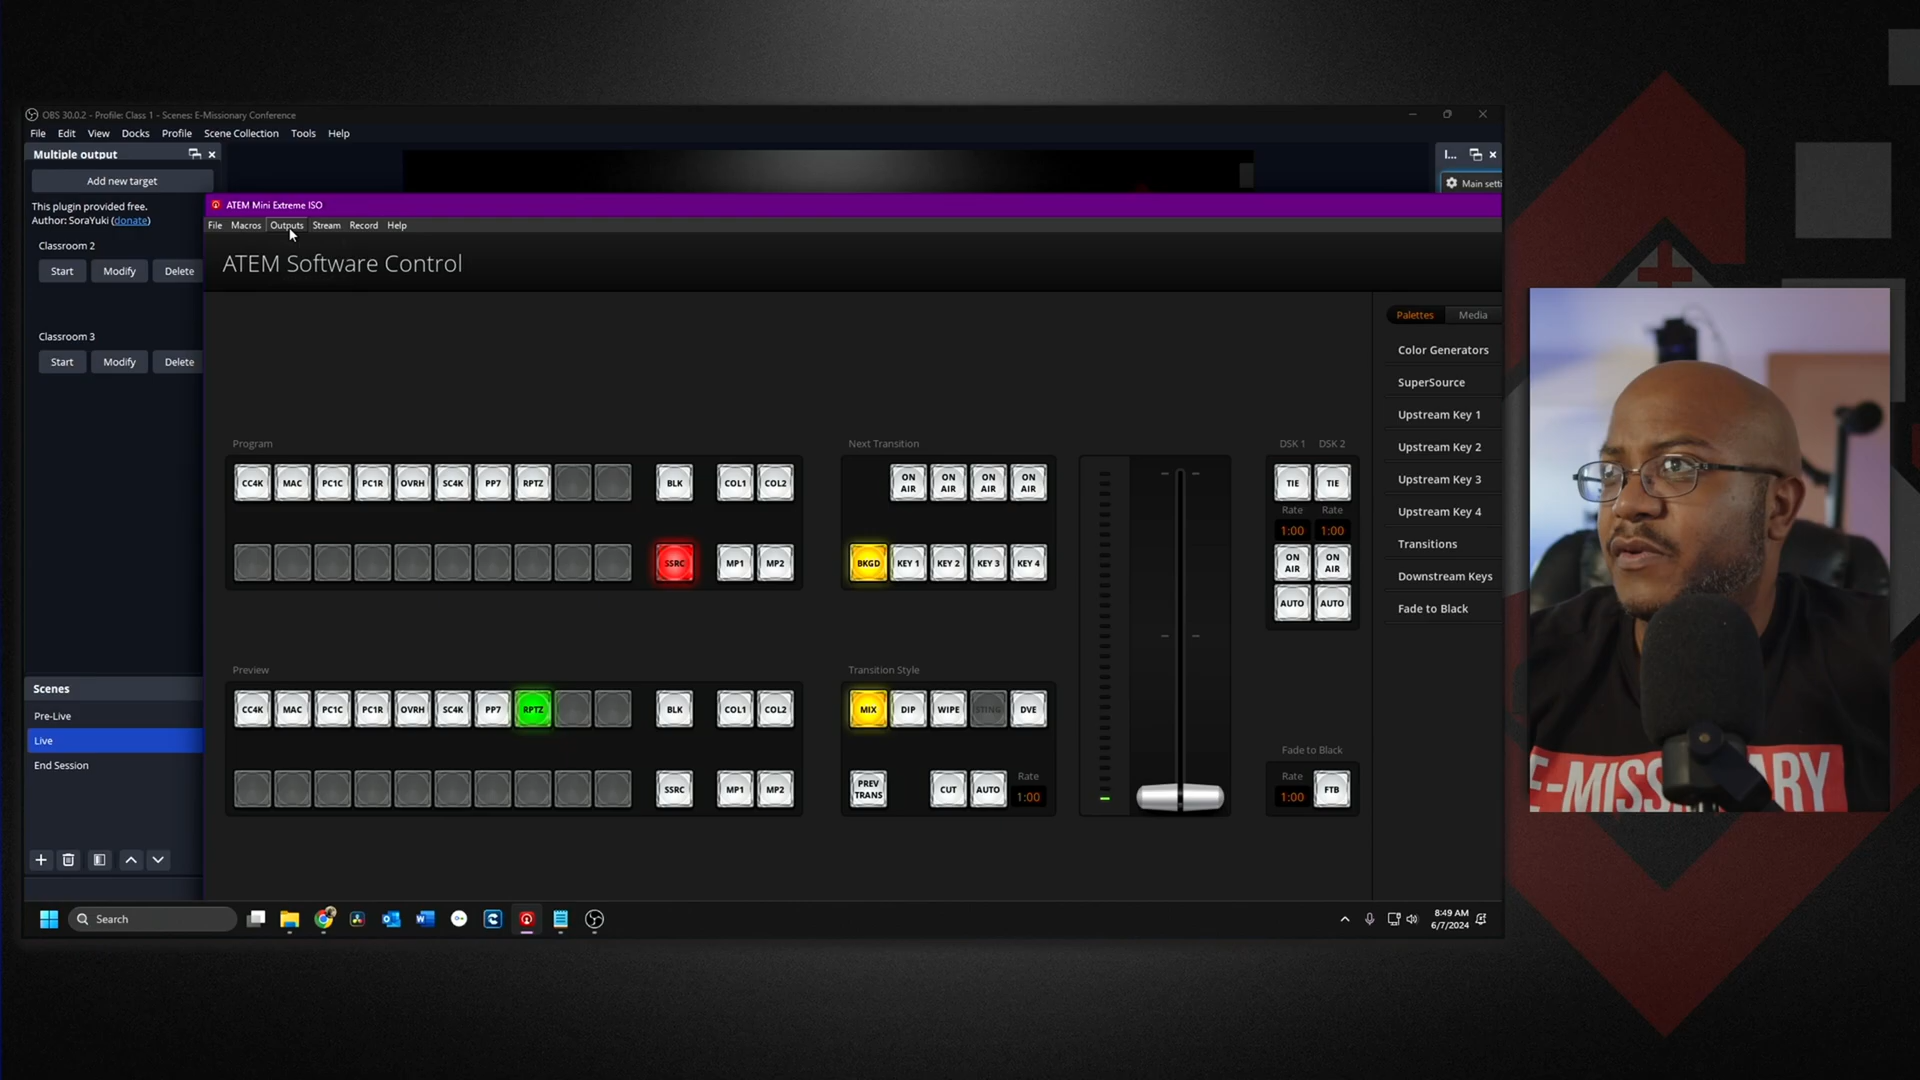 OBS 30.0.2 - Profile: Class 1 - Scenes: E-Missionary Conference
File Edit View Docks Profile Scene Collection Tools Help
Multiple output
Add new target
This plugin provided free.
Author: SoraYuki (donate)
Classroom 2
Start Modify Delete
Classroom 3
Start Modify Delete
Scenes
Pre-Live
Live
End Session
I...
Main setti
ATEM Mini Extreme ISO
File Macros Outputs Stream Record Help
ATEM Software Control
Palettes Media
Color Generators
SuperSource
Upstream Key 1
Upstream Key 2
Upstream Key 3
Upstream Key 4
Transitions
Downstream Keys
Fade to Black
Program
CC4K MAC PC1C PC1R OVRH SC4K PP7 RPTZ BLK COL1 COL2
SSRC MP1 MP2
Next Transition
ON AIR ON AIR ON AIR ON AIR
BKGD KEY 1 KEY 2 KEY 3 KEY 4
DSK 1 DSK 2
TIE TIE
Rate Rate
1:00 1:00
ON AIR ON AIR
AUTO AUTO
Preview
CC4K MAC PC1C PC1R OVRH SC4K PP7 RPTZ BLK COL1 COL2
SSRC MP1 MP2
Transition Style
MIX DIP WIPE STING DVE
PREV TRANS CUT AUTO
Rate
1:00
Fade to Black
Rate
1:00 FTB
Search
8:49 AM
6/7/2024